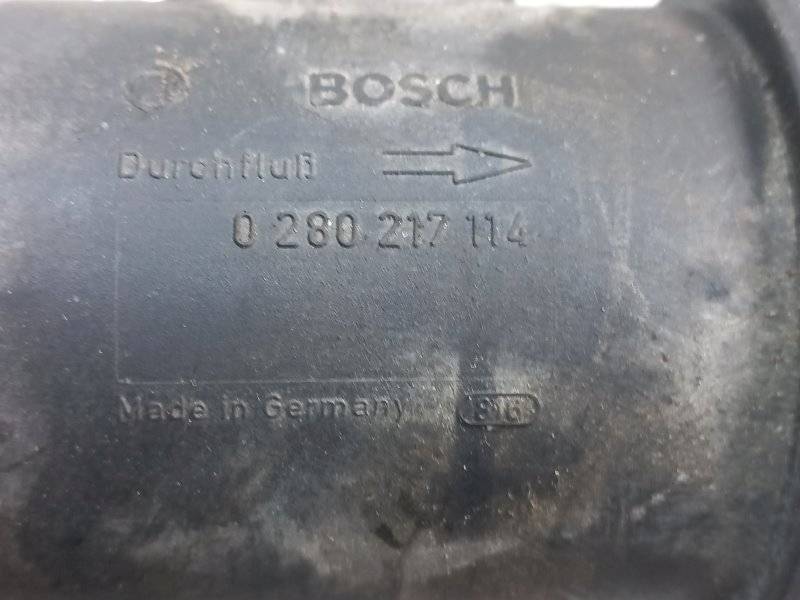 BOSCH
Durchfluß
0 280 217 114
Made in Germany